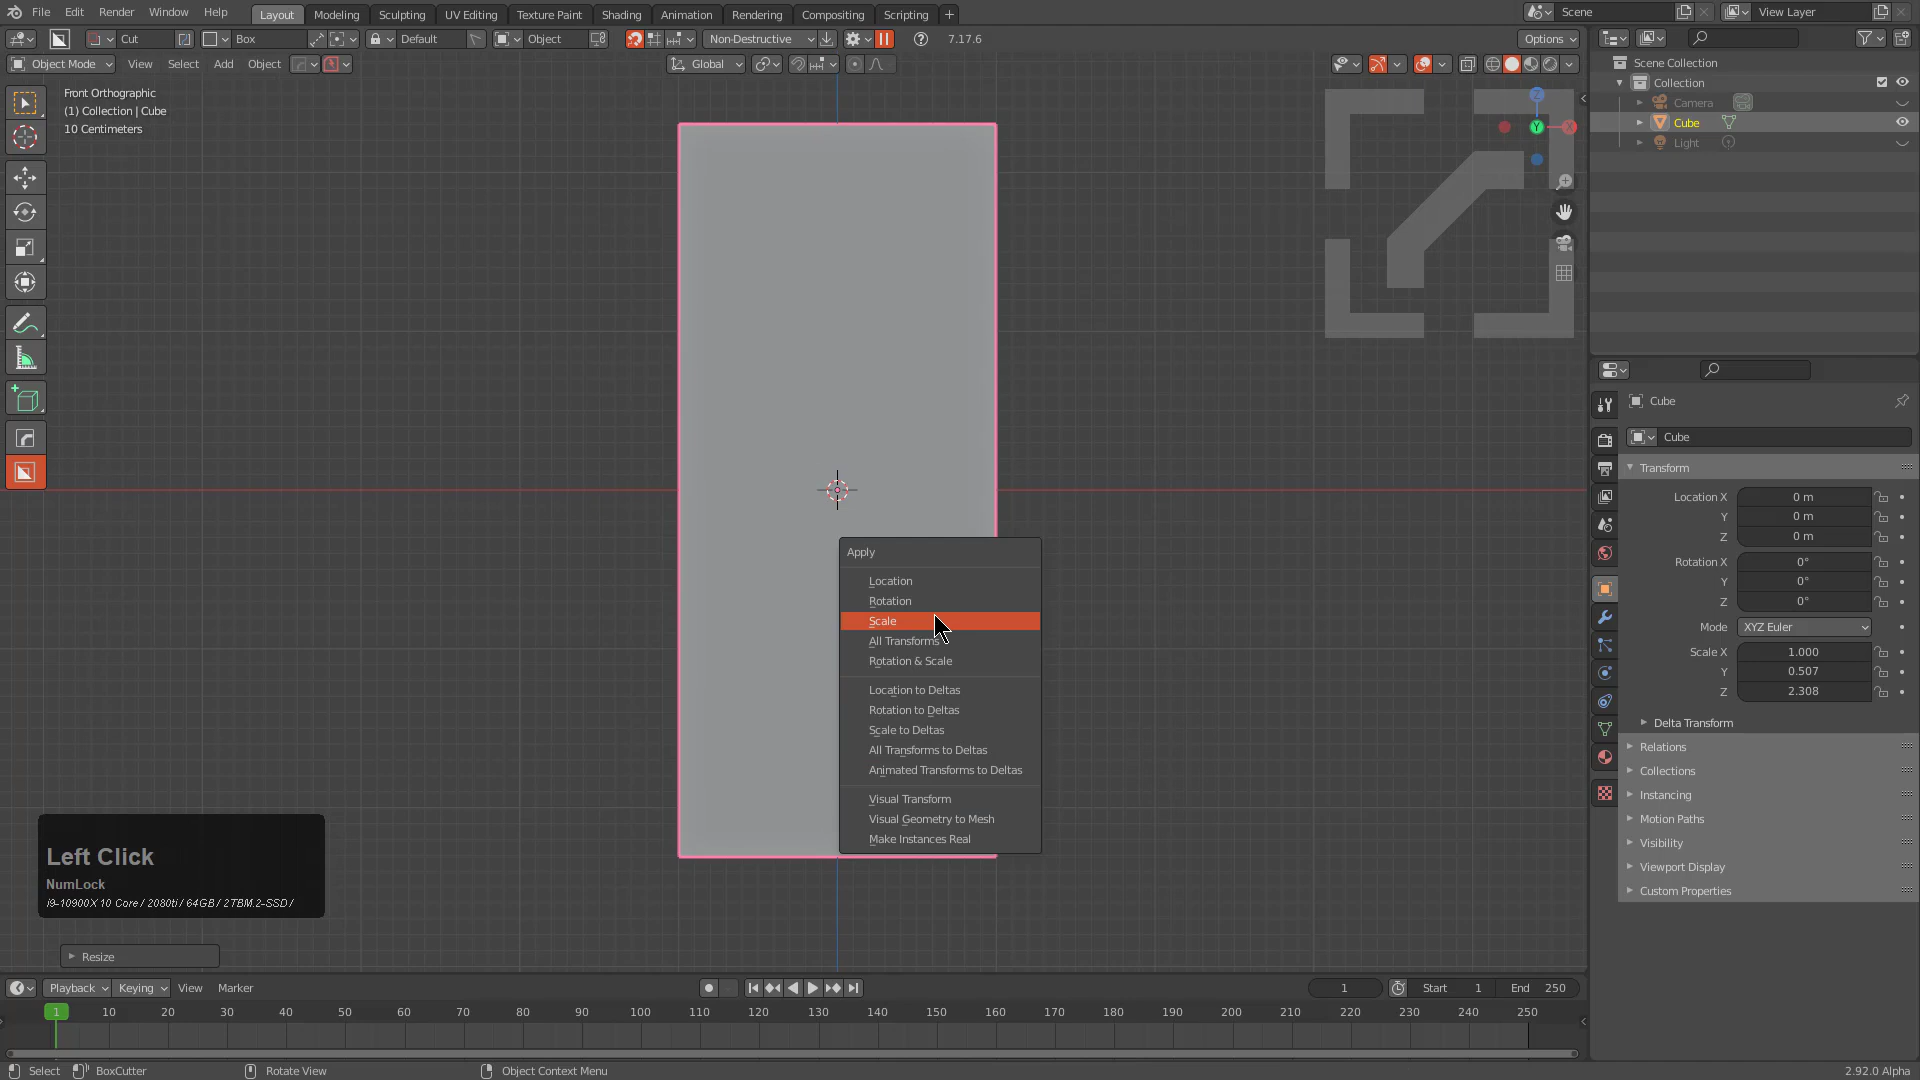 File Edit Render Window Help Layout Modeling Sculpting UV Editing Texture Paint Shading Animation Rendering Compositing Scripting + Scene View Layer
Cut Box Default Object Non-Destructive 7.17.6 Options
Object Mode View Select Add Object Global
Front Orthographic
(1) Collection | Cube
10 Centimeters
Z
Y
X
Scene Collection
Collection
Camera
Cube
Light
Cube
Cube
Transform
Location X 0 m
Y 0 m
Z 0 m
Rotation X 0°
Y 0°
Z 0°
Mode XYZ Euler
Scale X 1.000
Y 0.507
Z 2.308
Delta Transform
Relations
Collections
Instancing
Motion Paths
Visibility
Viewport Display
Custom Properties
Apply
Location
Rotation
Scale
All Transforms
Rotation & Scale
Location to Deltas
Rotation to Deltas
Scale to Deltas
All Transforms to Deltas
Animated Transforms to Deltas
Visual Transform
Visual Geometry to Mesh
Make Instances Real
Left Click
NumLock
I9-10900X 10 Core / 2080ti / 64GB / 2TBM.2-SSD /
Resize
Playback Keying View Marker 1 Start 1 End 250
1 10 20 30 40 50 60 70 80 90 100 110 120 130 140 150 160 170 180 190 200 210 220 230 240 250
Select BoxCutter Rotate View Object Context Menu 2.92.0 Alpha